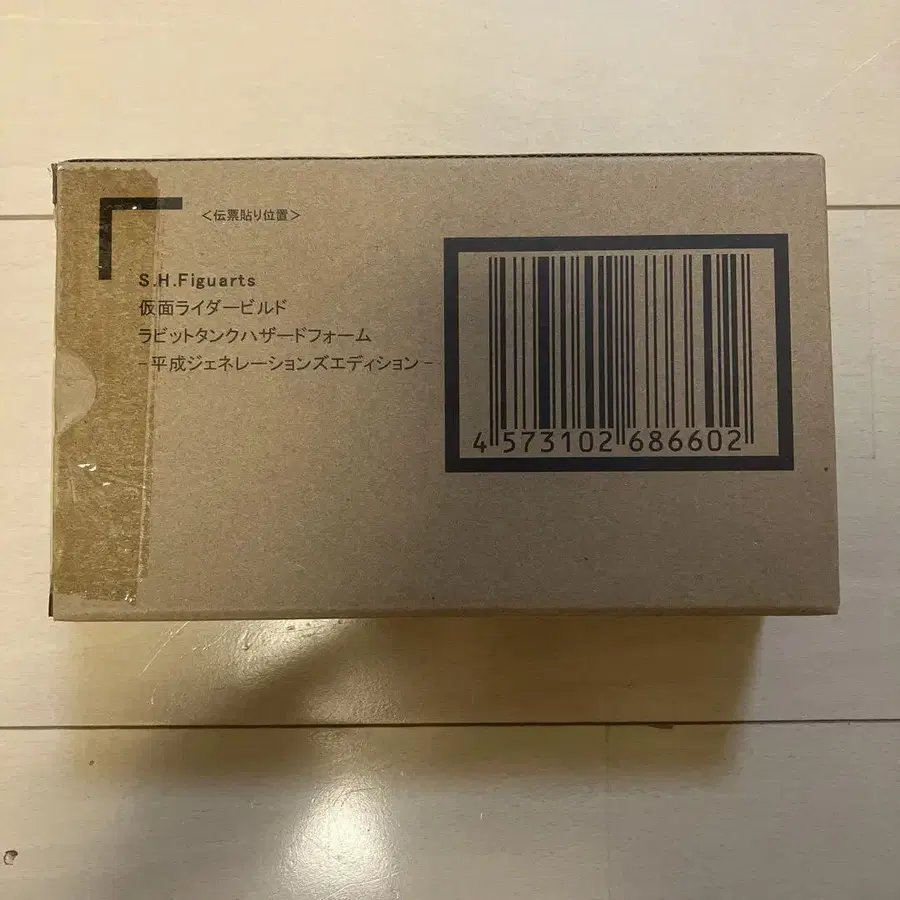 ＜伝票貼り位置＞
S.H.Figuarts
仮面ライダービルド
ラビットタンクハザードフォーム
-平成ジェネレーションズエディション-
4 573102 686602